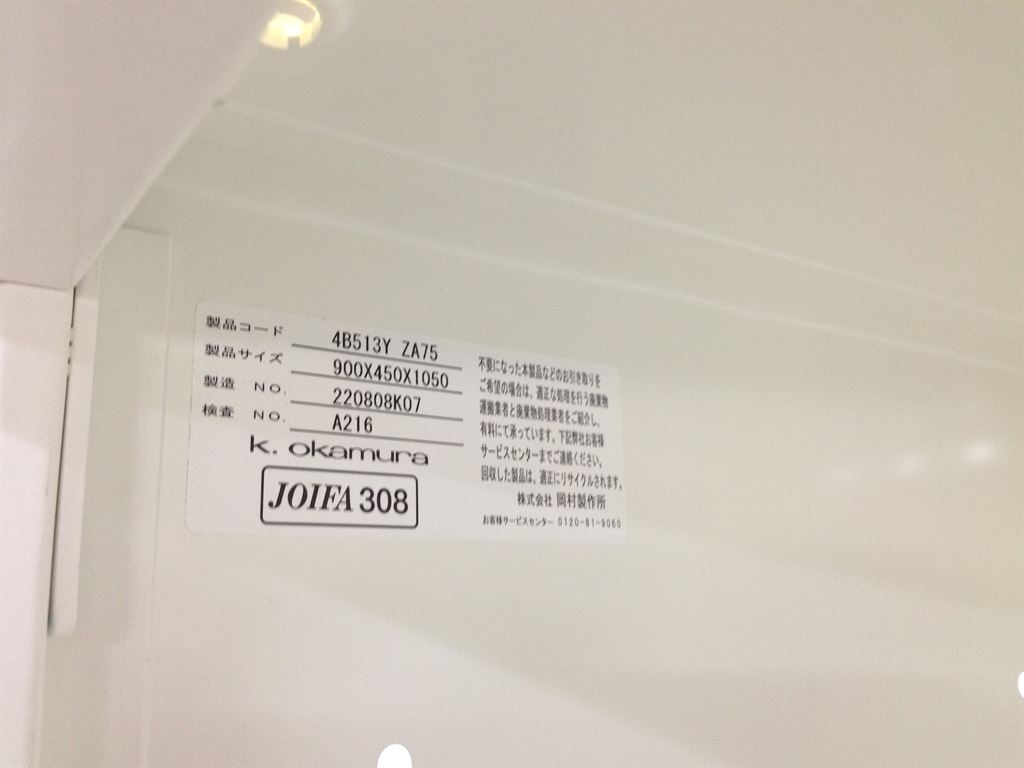 製品コード 4B513Y ZA75
製品サイズ 900X450X1050
製造 NO. 220808K07
検査 NO. A216
k. okamura
JOIFA 308
不要になった本製品などのお引き取りを
ご希望の場合は、適正な処理を行う廃棄物
運搬業者と廃棄物処理業者をご紹介し、
有料にて承っています。下記弊社お客様
サービスセンターまでご連絡ください。
回収した製品は、適正にリサイクルされます。
株式会社 岡村製作所
お客様サービスセンター 0120-81-9060